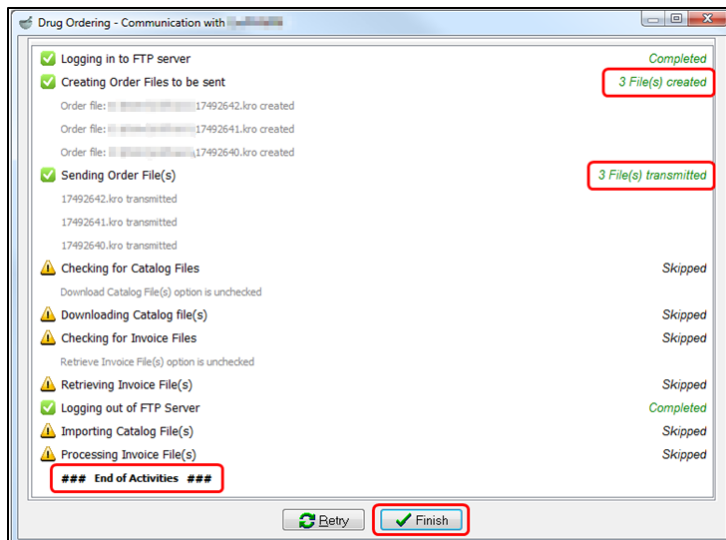 Drug Ordering - Communication with
Logging in to FTP server Completed
Creating Order Files to be sent 3 File(s) created
Order file: 17492642.kro created
Order file: 17492641.kro created
Order file: 17492640.kro created
Sending Order File(s) 3 File(s) transmitted
17492642.kro transmitted
17492641.kro transmitted
17492640.kro transmitted
Checking for Catalog Files Skipped
Download Catalog File(s) option is unchecked
Downloading Catalog file(s) Skipped
Checking for Invoice Files Skipped
Retrieve Invoice File(s) option is unchecked
Retrieving Invoice File(s) Skipped
Logging out of FTP Server Completed
Importing Catalog File(s) Skipped
Processing Invoice File(s) Skipped
### End of Activities ###
Retry Finish